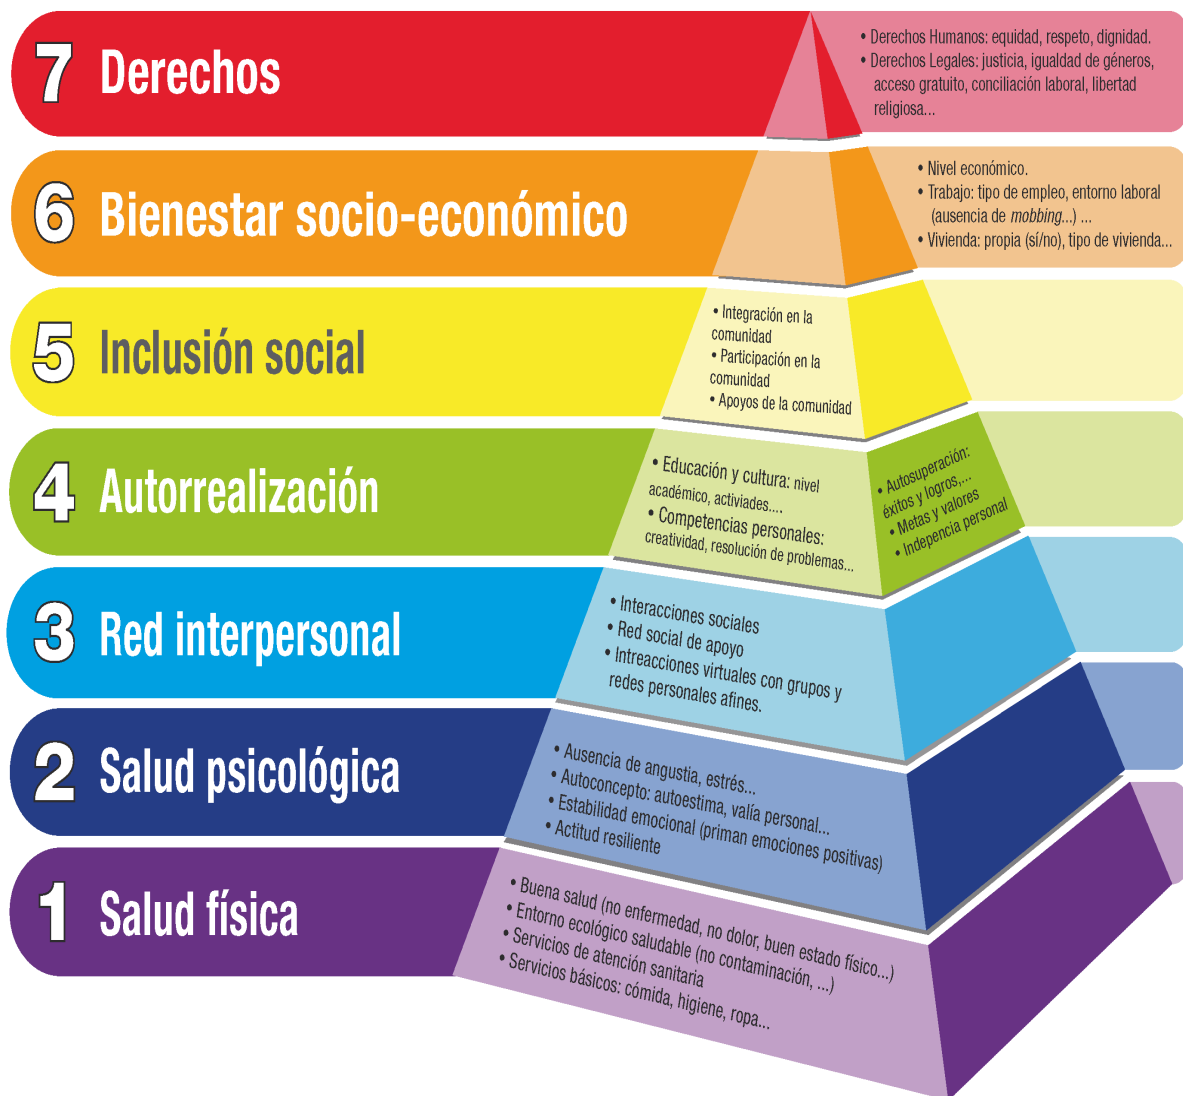 7 Derechos
• Derechos Humanos: equidad, respeto, dignidad.
• Derechos Legales: justicia, igualdad de géneros,
acceso gratuito, conciliación laboral, libertad
religiosa...
6 Bienestar socio-económico
• Nivel económico.
• Trabajo: tipo de empleo, entorno laboral
(ausencia de mobbing...) ...
• Vivienda: propia (sí/no), tipo de vivienda...
5 Inclusión social
• Integración en la
comunidad
• Participación en la
comunidad
• Apoyos de la comunidad
4 Autorrealización
• Educación y cultura: nivel
académico, activiades....
• Competencias personales:
creatividad, resolución de problemas...
• Autosuperación:
éxitos y logros,...
• Metas y valores
• Indepencia personal
3 Red interpersonal
• Interacciones sociales
• Red social de apoyo
• Intreacciones virtuales con grupos y
redes personales afines.
2 Salud psicológica
• Ausencia de angustia, estrés...
• Autoconcepto: autoestima, valía personal...
• Estabilidad emocional (priman emociones positivas)
• Actitud resiliente
1 Salud física
• Buena salud (no enfermedad, no dolor, buen estado físico...)
• Entorno ecológico saludable (no contaminación, ...)
• Servicios de atención sanitaria
• Servicios básicos: cómida, higiene, ropa...